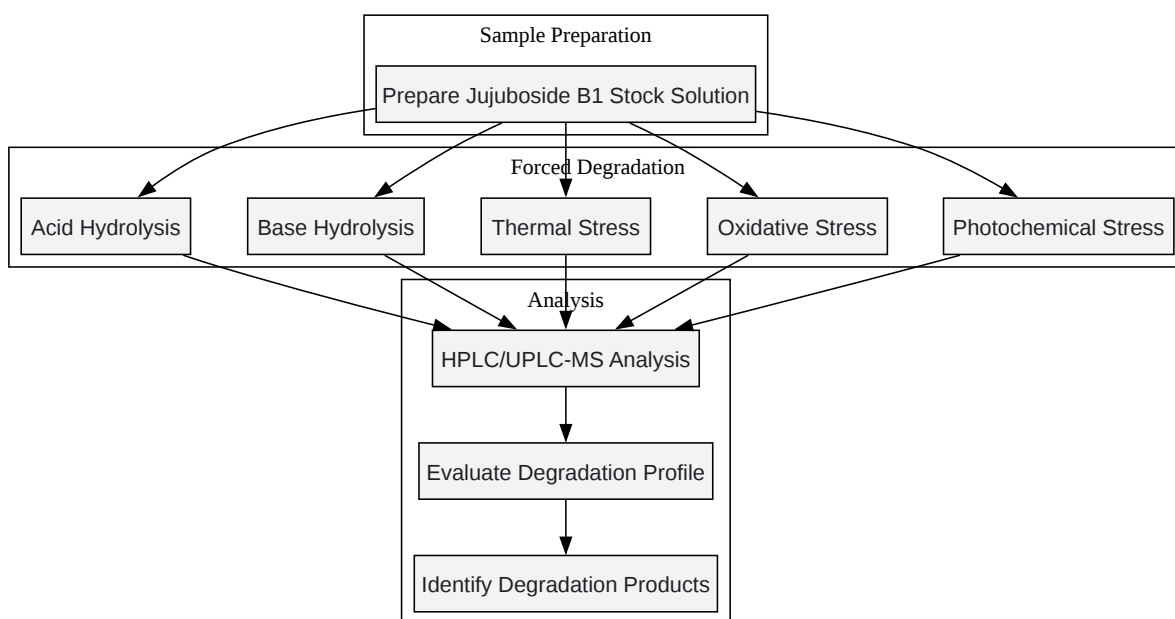 Sample Preparation
Prepare Jujuboside B1 Stock Solution
Forced Degradation
Acid Hydrolysis
Base Hydrolysis
Thermal Stress
Oxidative Stress
Photochemical Stress
Analysis
HPLC/UPLC-MS Analysis
Evaluate Degradation Profile
Identify Degradation Products